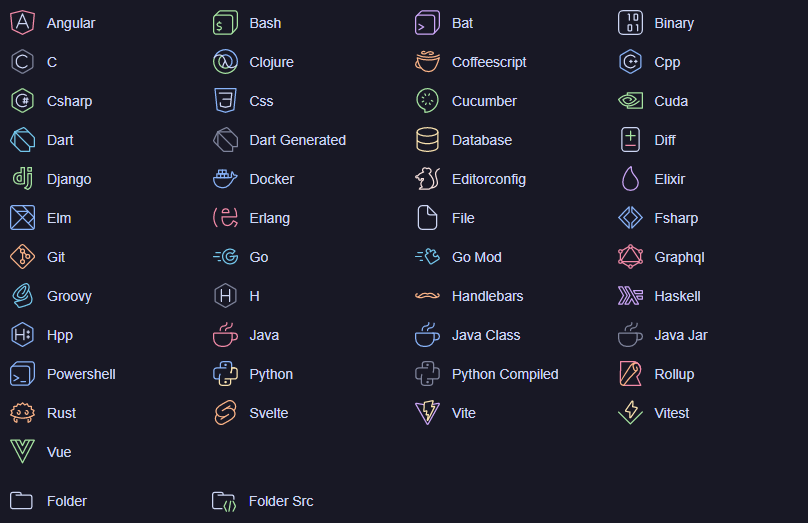 Angular Bash Bat Binary
C Clojure Coffeescript Cpp
Csharp Css Cucumber Cuda
Dart Dart Generated Database Diff
Django Docker Editorconfig Elixir
Elm Erlang File Fsharp
Git Go Go Mod Graphql
Groovy H Handlebars Haskell
Hpp Java Java Class Java Jar
Powershell Python Python Compiled Rollup
Rust Svelte Vite Vitest
Vue
Folder Folder Src